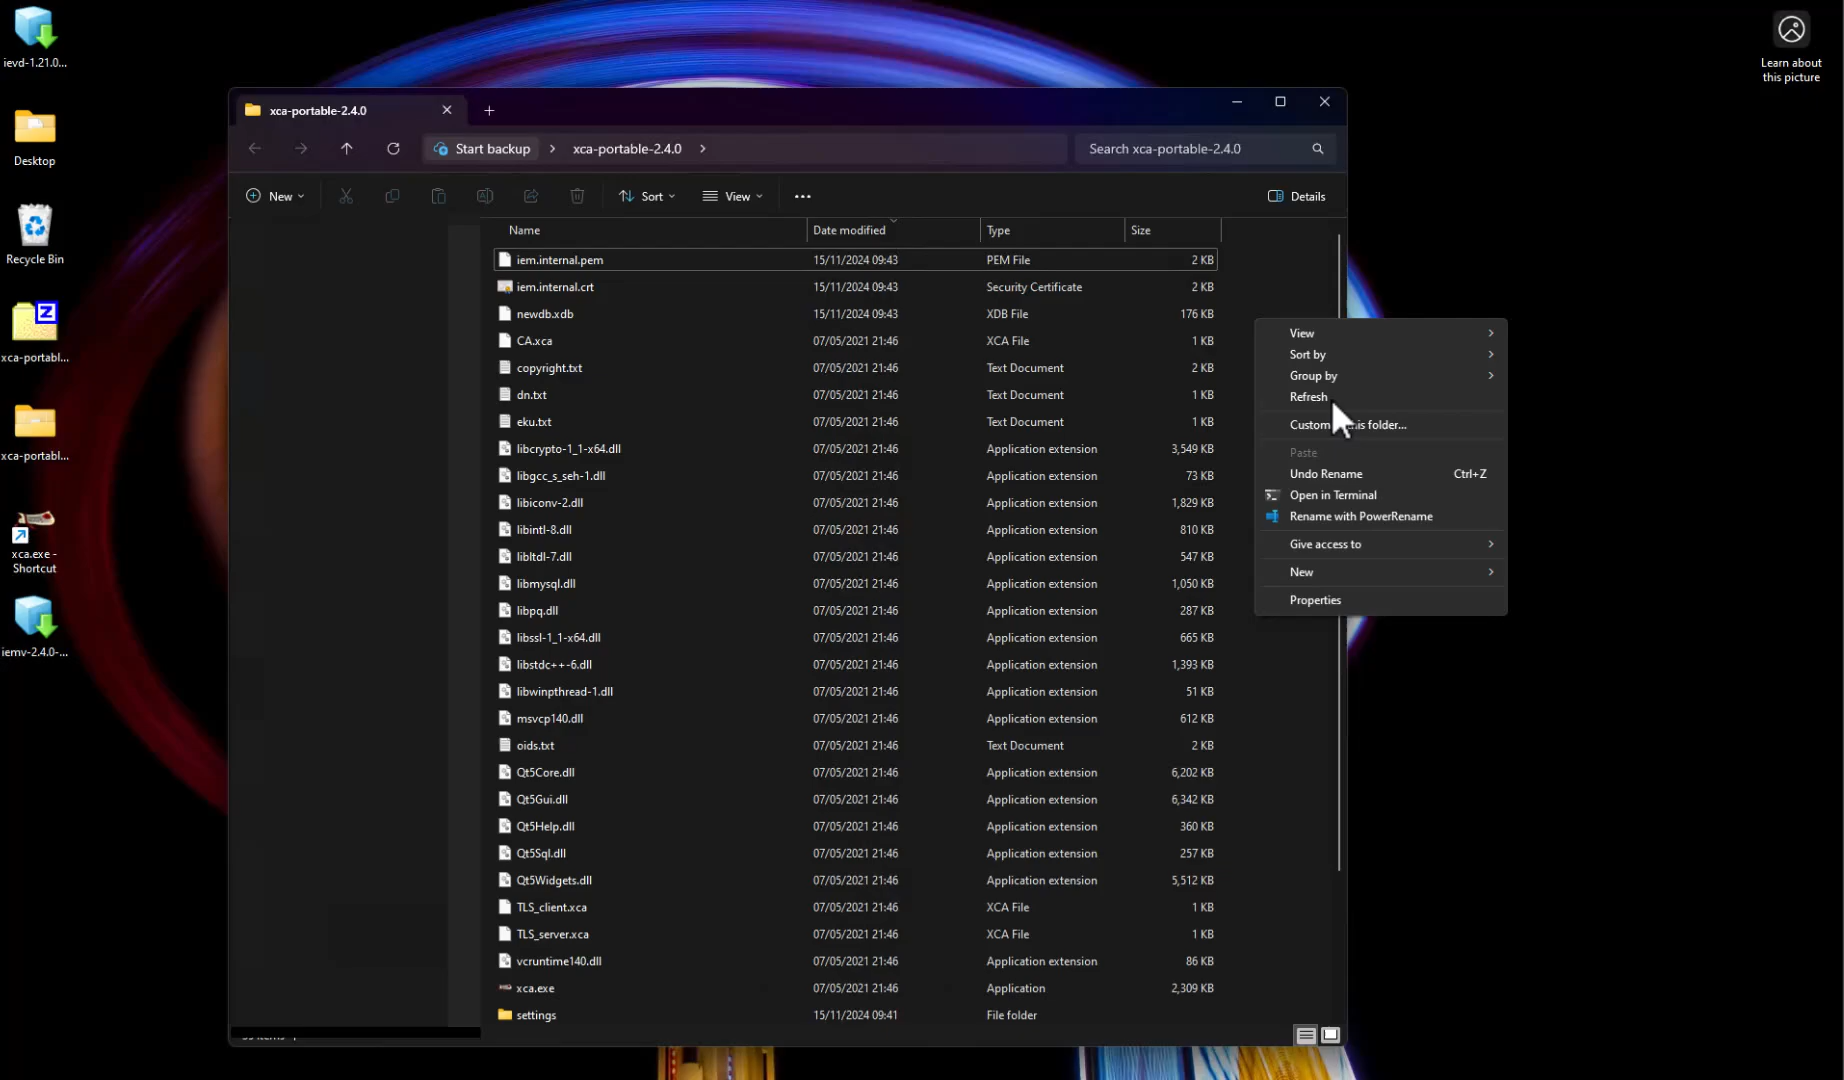 ievd-1.21.0...
Desktop
Recycle Bin
xca-portabl...
xca-portabl...
xca.exe -
Shortcut
iemv-2.4.0-...
Learn about
this picture
xca-portable-2.4.0
Start backup > xca-portable-2.4.0 >
Search xca-portable-2.4.0
New
Sort
View
Details
Name Date modified Type Size
iem.internal.pem 15/11/2024 09:43 PEM File 2 KB
iem.internal.crt 15/11/2024 09:43 Security Certificate 2 KB
newdb.xdb 15/11/2024 09:43 XDB File 176 KB
CA.xca 07/05/2021 21:46 XCA File 1 KB
copyright.txt 07/05/2021 21:46 Text Document 2 KB
dn.txt 07/05/2021 21:46 Text Document 1 KB
eku.txt 07/05/2021 21:46 Text Document 1 KB
libcrypto-1_1-x64.dll 07/05/2021 21:46 Application extension 3,549 KB
libgcc_s_seh-1.dll 07/05/2021 21:46 Application extension 73 KB
libiconv-2.dll 07/05/2021 21:46 Application extension 1,829 KB
libintl-8.dll 07/05/2021 21:46 Application extension 810 KB
libltdl-7.dll 07/05/2021 21:46 Application extension 547 KB
libmysql.dll 07/05/2021 21:46 Application extension 1,050 KB
libpq.dll 07/05/2021 21:46 Application extension 287 KB
libssl-1_1-x64.dll 07/05/2021 21:46 Application extension 665 KB
libstdc++-6.dll 07/05/2021 21:46 Application extension 1,393 KB
libwinpthread-1.dll 07/05/2021 21:46 Application extension 51 KB
msvcp140.dll 07/05/2021 21:46 Application extension 612 KB
oids.txt 07/05/2021 21:46 Text Document 2 KB
Qt5Core.dll 07/05/2021 21:46 Application extension 6,202 KB
Qt5Gui.dll 07/05/2021 21:46 Application extension 6,342 KB
Qt5Help.dll 07/05/2021 21:46 Application extension 360 KB
Qt5Sql.dll 07/05/2021 21:46 Application extension 257 KB
Qt5Widgets.dll 07/05/2021 21:46 Application extension 5,512 KB
TLS_client.xca 07/05/2021 21:46 XCA File 1 KB
TLS_server.xca 07/05/2021 21:46 XCA File 1 KB
vcruntime140.dll 07/05/2021 21:46 Application extension 86 KB
xca.exe 07/05/2021 21:46 Application 2,309 KB
settings 15/11/2024 09:41 File folder
View
Sort by
Group by
Refresh
this folder...
Paste
Undo Rename Ctrl+Z
Open in Terminal
Rename with PowerRename
Give access to
New
Properties